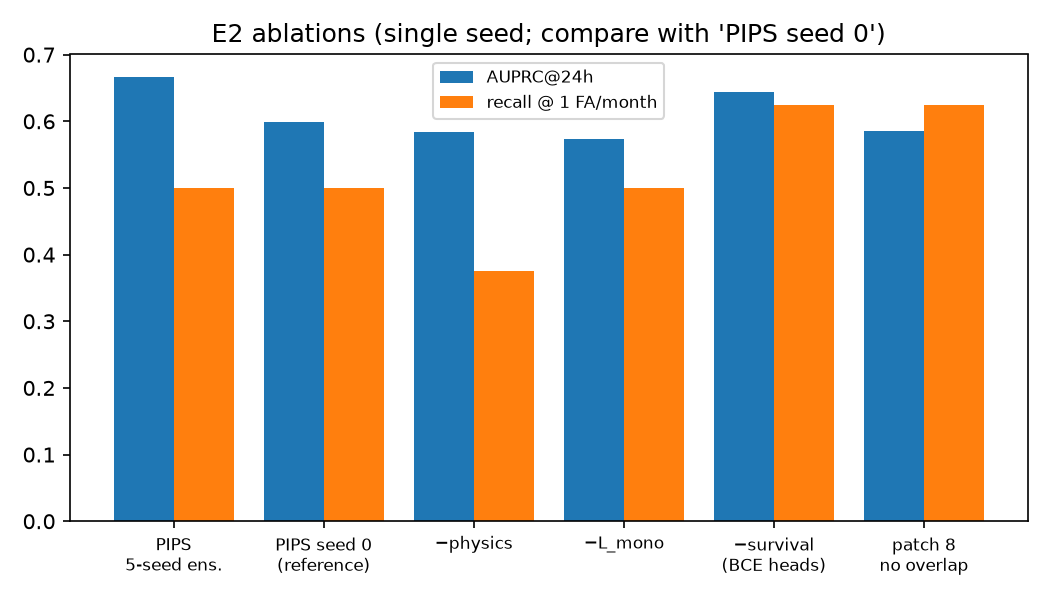 E2 ablations (single seed; compare with 'PIPS seed 0')
AUPRC@24h
recall @ 1 FA/month
0.7
0.6
0.5
0.4
0.3
0.2
0.1
0.0
PIPS
5-seed ens.
PIPS seed 0
(reference)
−physics
−L_mono
−survival
(BCE heads)
patch 8
no overlap